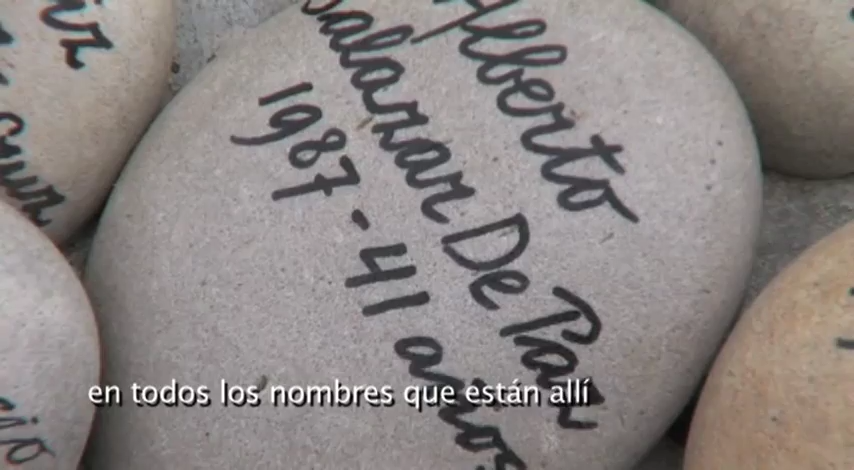 Alberto
Salazar De Paz
1987 - 41 años
en todos los nombres que están allí